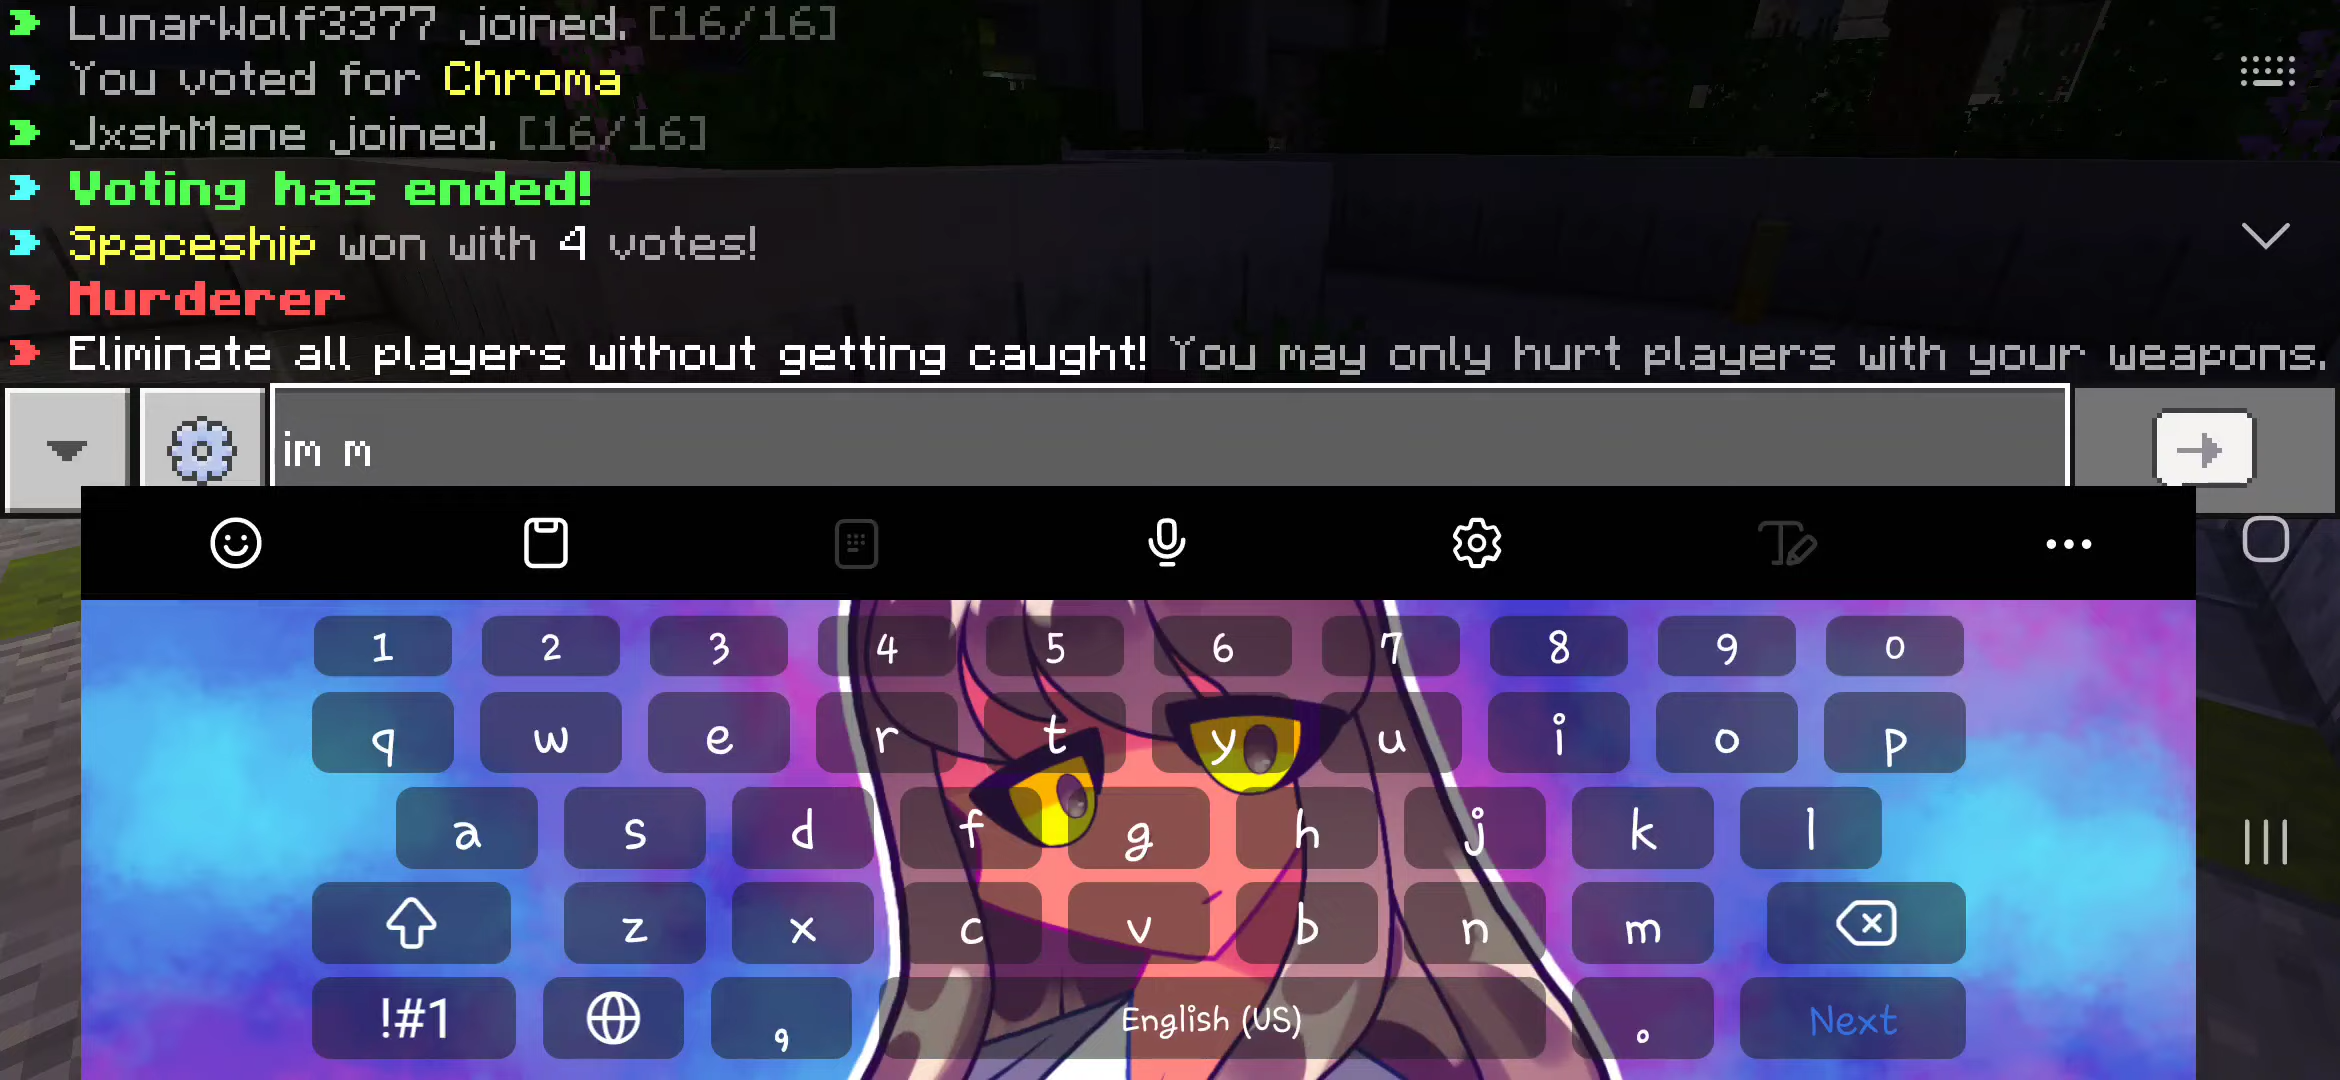 LunarWolf3377 joined. [16/16]
You voted for Chroma
JxshMane joined. [16/16]
Voting has ended!
Spaceship won with 4 votes!
Murderer
Eliminate all players without getting caught! You may only hurt players with your weapons.
im m
1 2 3 4 5 6 7 8 9 0
q w e r t y u i o p
a s d f g h j k l
z x c v b n m
!#1 , English (US) . Next